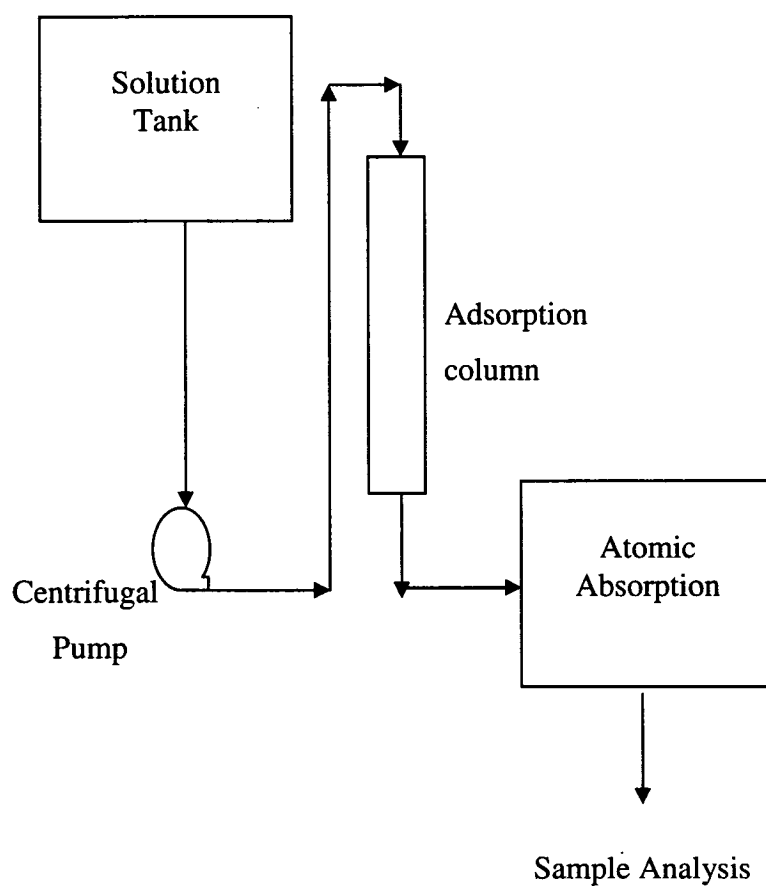 Solution
Tank
Adsorption
column
Centrifugal
Pump
Atomic
Absorption
Sample Analysis